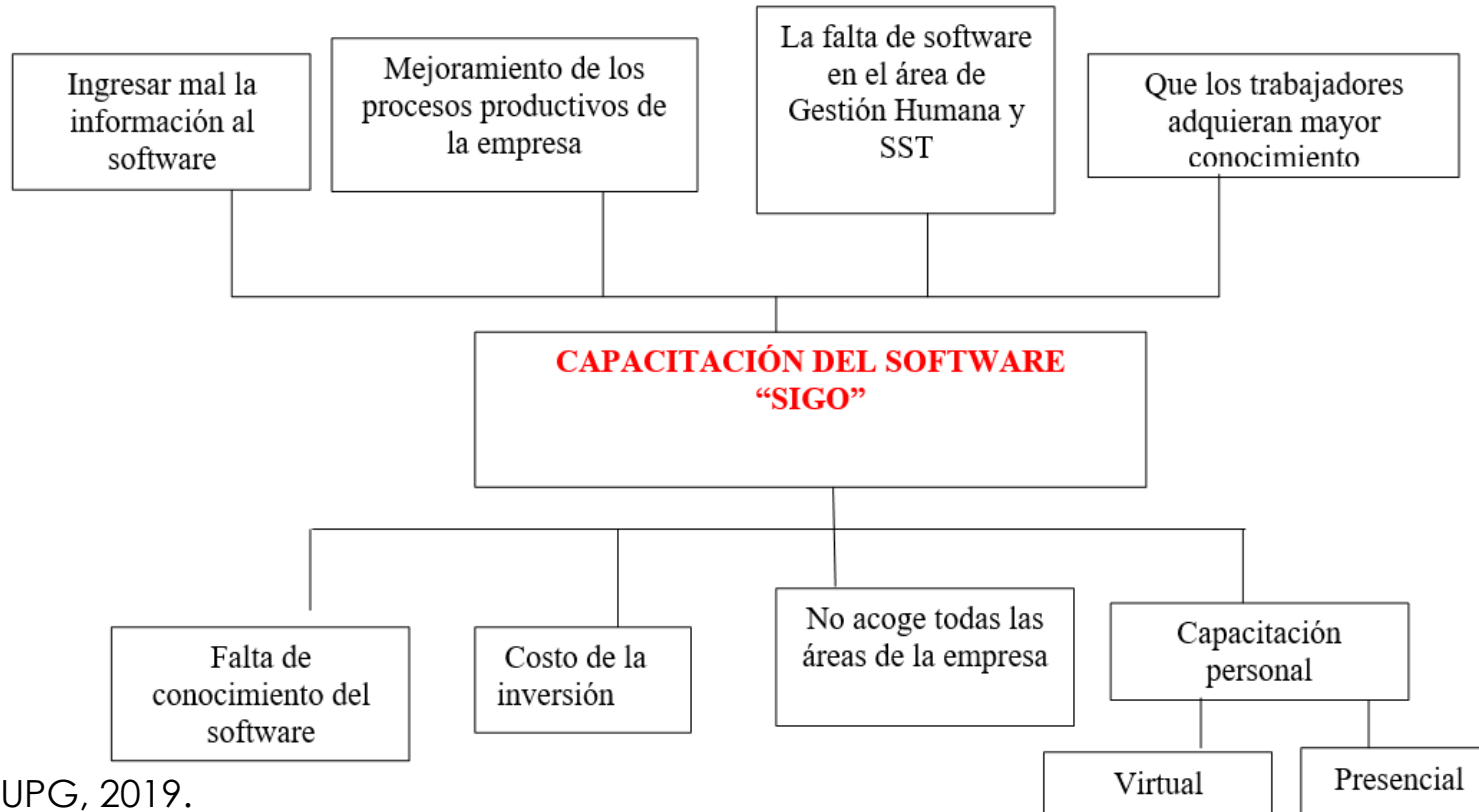 Ingresar mal la
información al
software
Mejoramiento de los
procesos productivos de
la empresa
La falta de software
en el área de
Gestión Humana y
SST
Que los trabajadores
adquieran mayor
conocimiento
CAPACITACIÓN DEL SOFTWARE
“SIGO”
Falta de
conocimiento del
software
Costo de la
inversión
No acoge todas las
áreas de la empresa
Capacitación
personal
Virtual
Presencial
UPG, 2019.